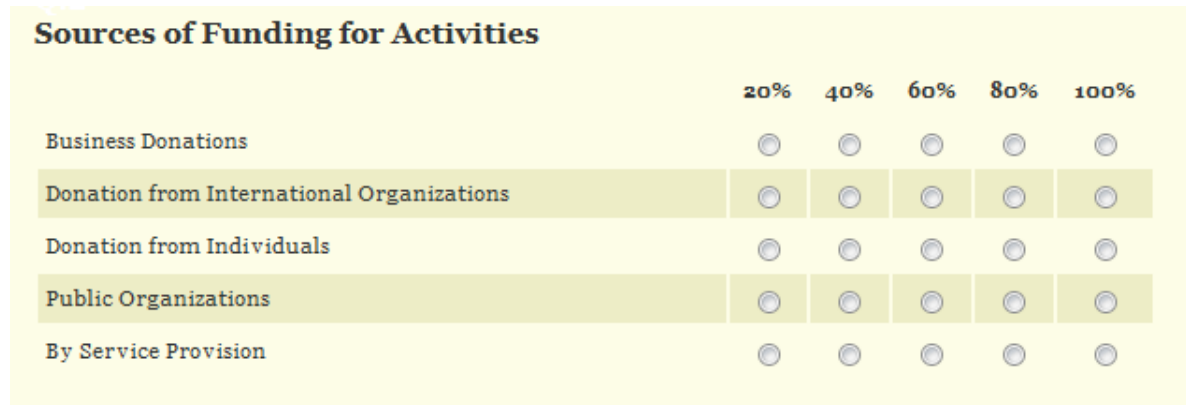 Sources of Funding for Activities
20% 40% 60% 80% 100%
Business Donations
Donation from International Organizations
Donation from Individuals
Public Organizations
By Service Provision